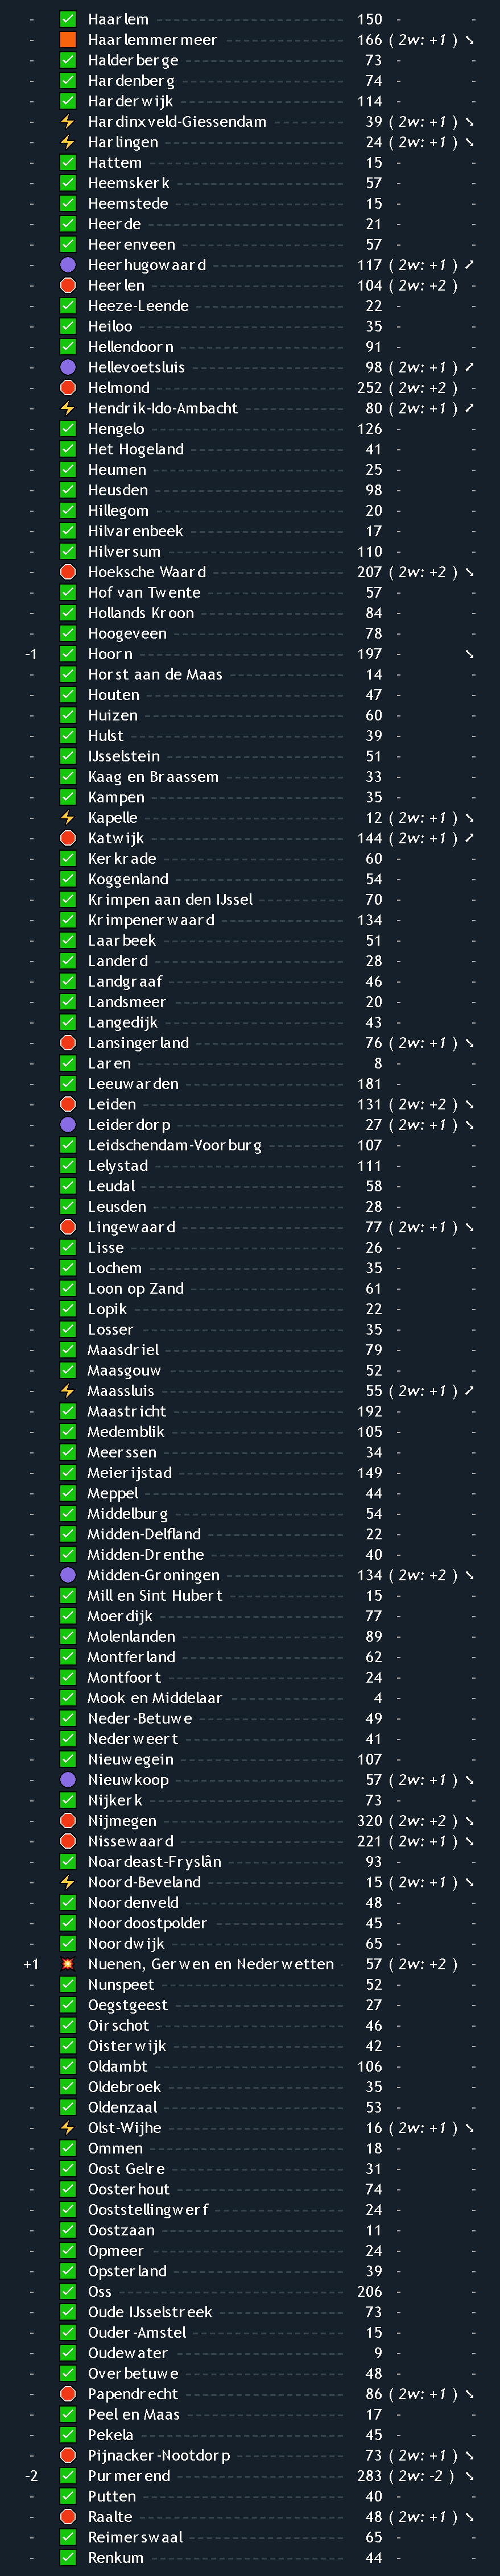 - ✅ Haarlem 150 - -
- 🟧 Haarlemmermeer 166 ( 2w: +1 ) ↘
- ✅ Halderberge 73 - -
- ✅ Hardenberg 74 - -
- ✅ Harderwijk 114 - -
- ⚡ Hardinxveld-Giessendam 39 ( 2w: +1 ) ↘
- ⚡ Harlingen 24 ( 2w: +1 ) ↘
- ✅ Hattem 15 - -
- ✅ Heemskerk 57 - -
- ✅ Heemstede 15 - -
- ✅ Heerde 21 - -
- ✅ Heerenveen 57 - -
- 🟣 Heerhugowaard 117 ( 2w: +1 ) ↗
- 🛑 Heerlen 104 ( 2w: +2 ) -
- ✅ Heeze-Leende 22 - -
- ✅ Heiloo 35 - -
- ✅ Hellendoorn 91 - -
- 🟣 Hellevoetsluis 98 ( 2w: +1 ) ↗
- 🛑 Helmond 252 ( 2w: +2 ) -
- ⚡ Hendrik-Ido-Ambacht 80 ( 2w: +1 ) ↗
- ✅ Hengelo 126 - -
- ✅ Het Hogeland 41 - -
- ✅ Heumen 25 - -
- ✅ Heusden 98 - -
- ✅ Hillegom 20 - -
- ✅ Hilvarenbeek 17 - -
- ✅ Hilversum 110 - -
- 🛑 Hoeksche Waard 207 ( 2w: +2 ) ↘
- ✅ Hof van Twente 57 - -
- ✅ Hollands Kroon 84 - -
- ✅ Hoogeveen 78 - -
-1 ✅ Hoorn 197 - ↘
- ✅ Horst aan de Maas 14 - -
- ✅ Houten 47 - -
- ✅ Huizen 60 - -
- ✅ Hulst 39 - -
- ✅ IJsselstein 51 - -
- ✅ Kaag en Braassem 33 - -
- ✅ Kampen 35 - -
- ⚡ Kapelle 12 ( 2w: +1 ) ↘
- 🛑 Katwijk 144 ( 2w: +1 ) ↗
- ✅ Kerkrade 60 - -
- ✅ Koggenland 54 - -
- ✅ Krimpen aan den IJssel 70 - -
- ✅ Krimpenerwaard 134 - -
- ✅ Laarbeek 51 - -
- ✅ Landerd 28 - -
- ✅ Landgraaf 46 - -
- ✅ Landsmeer 20 - -
- ✅ Langedijk 43 - -
- 🛑 Lansingerland 76 ( 2w: +1 ) ↘
- ✅ Laren 8 - -
- ✅ Leeuwarden 181 - -
- 🛑 Leiden 131 ( 2w: +2 ) ↘
- 🟣 Leiderdorp 27 ( 2w: +1 ) ↘
- ✅ Leidschendam-Voorburg 107 - -
- ✅ Lelystad 111 - -
- ✅ Leudal 58 - -
- ✅ Leusden 28 - -
- 🛑 Lingewaard 77 ( 2w: +1 ) ↘
- ✅ Lisse 26 - -
- ✅ Lochem 35 - -
- ✅ Loon op Zand 61 - -
- ✅ Lopik 22 - -
- ✅ Losser 35 - -
- ✅ Maasdriel 79 - -
- ✅ Maasgouw 52 - -
- ⚡ Maassluis 55 ( 2w: +1 ) ↗
- ✅ Maastricht 192 - -
- ✅ Medemblik 105 - -
- ✅ Meerssen 34 - -
- ✅ Meierijstad 149 - -
- ✅ Meppel 44 - -
- ✅ Middelburg 54 - -
- ✅ Midden-Delfland 22 - -
- ✅ Midden-Drenthe 40 - -
- 🟣 Midden-Groningen 134 ( 2w: +2 ) ↘
- ✅ Mill en Sint Hubert 15 - -
- ✅ Moerdijk 77 - -
- ✅ Molenlanden 89 - -
- ✅ Montferland 62 - -
- ✅ Montfoort 24 - -
- ✅ Mook en Middelaar 4 - -
- ✅ Neder-Betuwe 49 - -
- ✅ Nederweert 41 - -
- ✅ Nieuwegein 107 - -
- 🟣 Nieuwkoop 57 ( 2w: +1 ) ↘
- ✅ Nijkerk 73 - -
- 🛑 Nijmegen 320 ( 2w: +2 ) ↘
- 🛑 Nissewaard 221 ( 2w: +1 ) ↘
- ✅ Noardeast-Fryslân 93 - -
- ⚡ Noord-Beveland 15 ( 2w: +1 ) ↘
- ✅ Noordenveld 48 - -
- ✅ Noordoostpolder 45 - -
- ✅ Noordwijk 65 - -
+1 💥 Nuenen, Gerwen en Nederwetten 57 ( 2w: +2 ) -
- ✅ Nunspeet 52 - -
- ✅ Oegstgeest 27 - -
- ✅ Oirschot 46 - -
- ✅ Oisterwijk 42 - -
- ✅ Oldambt 106 - -
- ✅ Oldebroek 35 - -
- ✅ Oldenzaal 53 - -
- ⚡ Olst-Wijhe 16 ( 2w: +1 ) ↘
- ✅ Ommen 18 - -
- ✅ Oost Gelre 31 - -
- ✅ Oosterhout 74 - -
- ✅ Ooststellingwerf 24 - -
- ✅ Oostzaan 11 - -
- ✅ Opmeer 24 - -
- ✅ Opsterland 39 - -
- ✅ Oss 206 - -
- ✅ Oude IJsselstreek 73 - -
- ✅ Ouder-Amstel 15 - -
- ✅ Oudewater 9 - -
- ✅ Overbetuwe 48 - -
- 🛑 Papendrecht 86 ( 2w: +1 ) ↘
- ✅ Peel en Maas 17 - -
- ✅ Pekela 45 - -
- 🛑 Pijnacker-Nootdorp 73 ( 2w: +1 ) ↘
-2 ✅ Purmerend 283 ( 2w: -2 ) ↘
- ✅ Putten 40 - -
- 🛑 Raalte 48 ( 2w: +1 ) ↘
- ✅ Reimerswaal 65 - -
- ✅ Renkum 44 - -